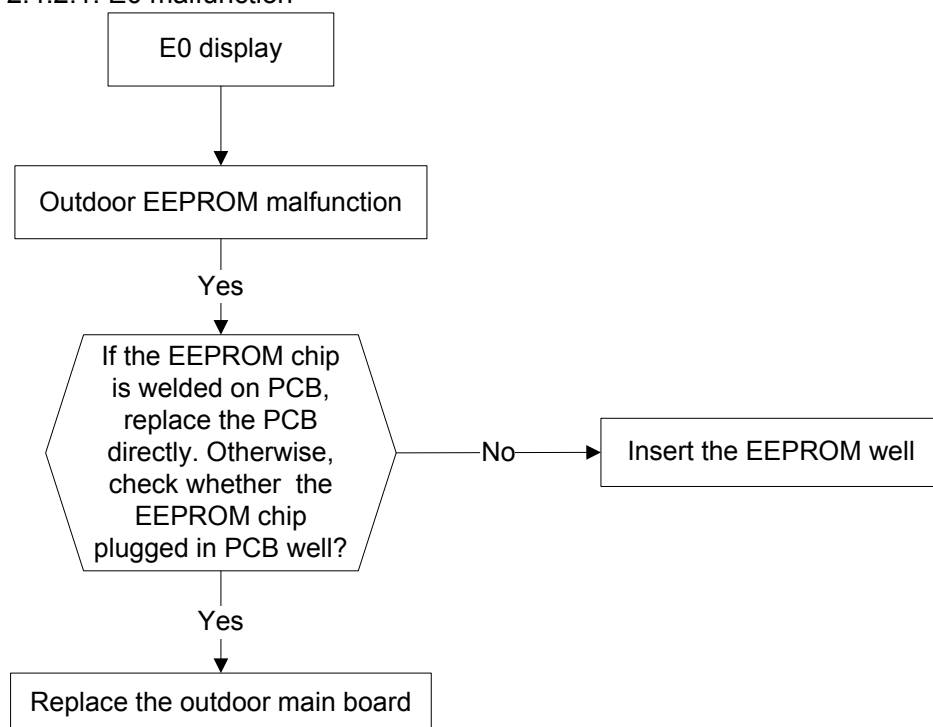 E0 display
Outdoor EEPROM malfunction
Yes
If the EEPROM chip
is welded on PCB,
replace the PCB
directly. Otherwise,
check whether the
EEPROM chip
plugged in PCB well?
No
Insert the EEPROM well
Yes
Replace the outdoor main board